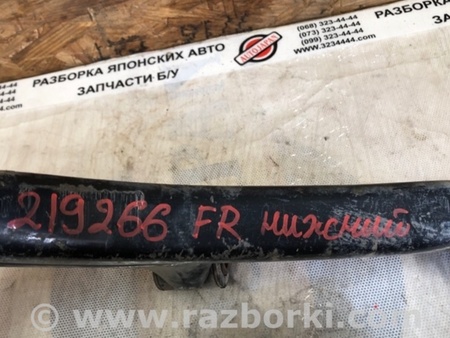 (068) 323-44-44
РАЗБОРКА ЯПОНСКИХ АВТО
(073) 323-44-44
РАЗБОРКА
(099) 323-44-44
ЗАПЧАСТИ Б/У
AUTOJAPAN
www.3234444.com
219266 FR нижний
www.razborki.com